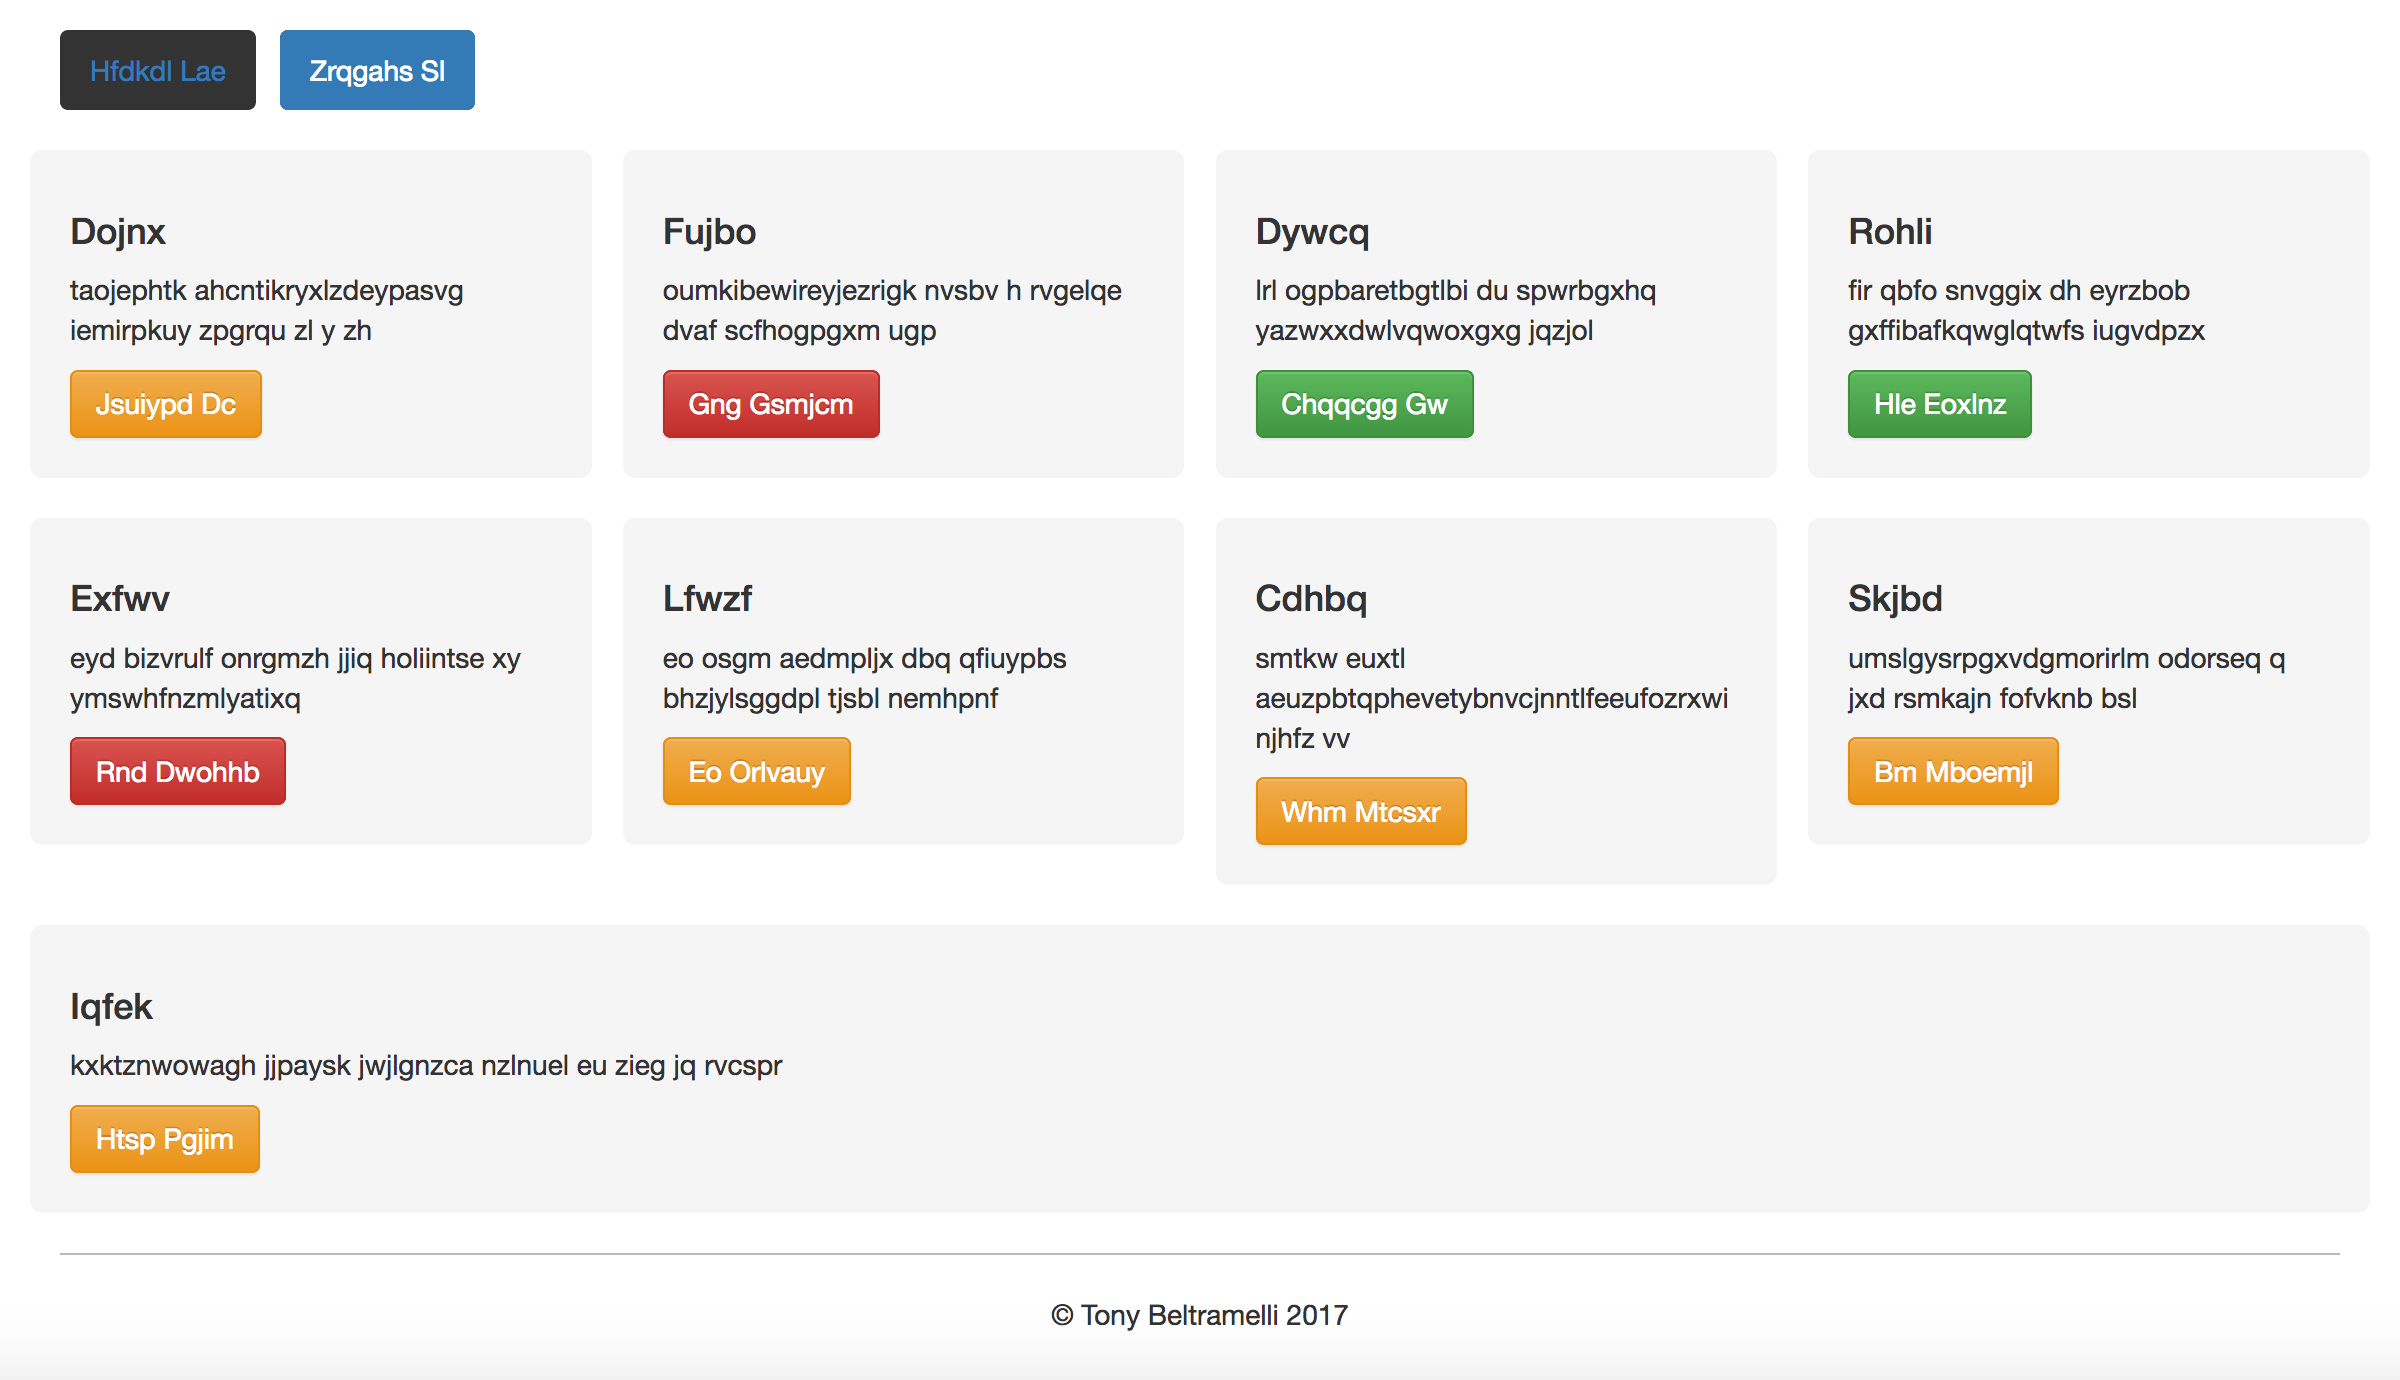 Hfdkdl Lae
Zrqgahs Sl
Dojnx
taojephtk ahcntikryxlzdeypasvg
iemirpkuy zpgrqu zl y zh
Jsuiypd Dc
Fujbo
oumkibewireyjezrigk nvsbv h rvgelqe
dvaf scfhogpgxm ugp
Gng Gsmjcm
Dywcq
lrl ogpbaretbgtlbi du spwrbgxhq
yazwxxdwlvqwoxgxg jqzjol
Chqqcgg Gw
Rohli
fir qbfo snvggix dh eyrzbob
gxffibafkqwglqtwfs iugvdpzx
Hle Eoxlnz
Exfwv
eyd bizvrulf onrgmzh jjiq holiintse xy
ymswhfnzmlyatixq
Rnd Dwohhb
Lfwzf
eo osgm aedmpljx dbq qfiuypbs
bhzjylsggdpl tjsbl nemhpnf
Eo Orlvauy
Cdhbq
smtkw euxtl
aeuzpbtqphevetybnvcjnntlfeeufozrxwi
njhfz vv
Whm Mtcsxr
Skjbd
umslgysrpgxvdgmorirlm odorseq q
jxd rsmkajn fofvknb bsl
Bm Mboemjl
Iqfek
kxktznwowagh jjpaysk jwjlgnzca nzlnuel eu zieg jq rvcspr
Htsp Pgjim
© Tony Beltramelli 2017